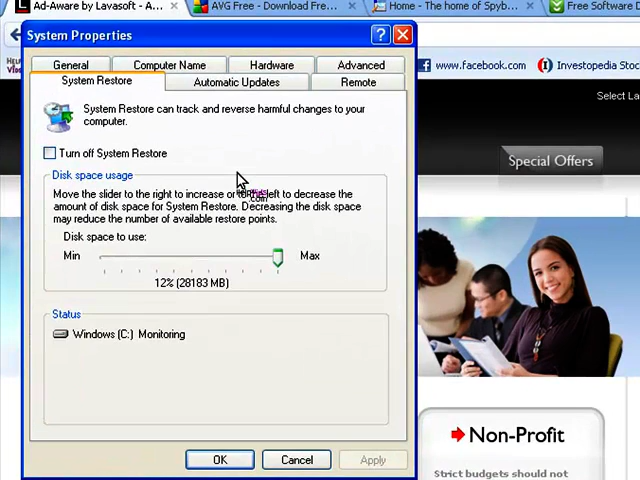 Ad-Aware by Lavasoft - A...
AVG Free - Download Free...
Home - The home of Spyb...
Free Software D
System Properties
General
Computer Name
Hardware
Advanced
System Restore
Automatic Updates
Remote
www.facebook.com
Investopedia Stoc
System Restore can track and reverse harmful changes to your
computer.
Select La
Turn off System Restore
Special Offers
Disk space usage
Move the slider to the right to increase or to the left to decrease the
amount of disk space for System Restore. Decreasing the disk space
may reduce the number of available restore points.
Disk space to use:
Min
Max
12% (28183 MB)
Status
Windows (C:) Monitoring
Non-Profit
OK
Cancel
Apply
Strict budgets should not